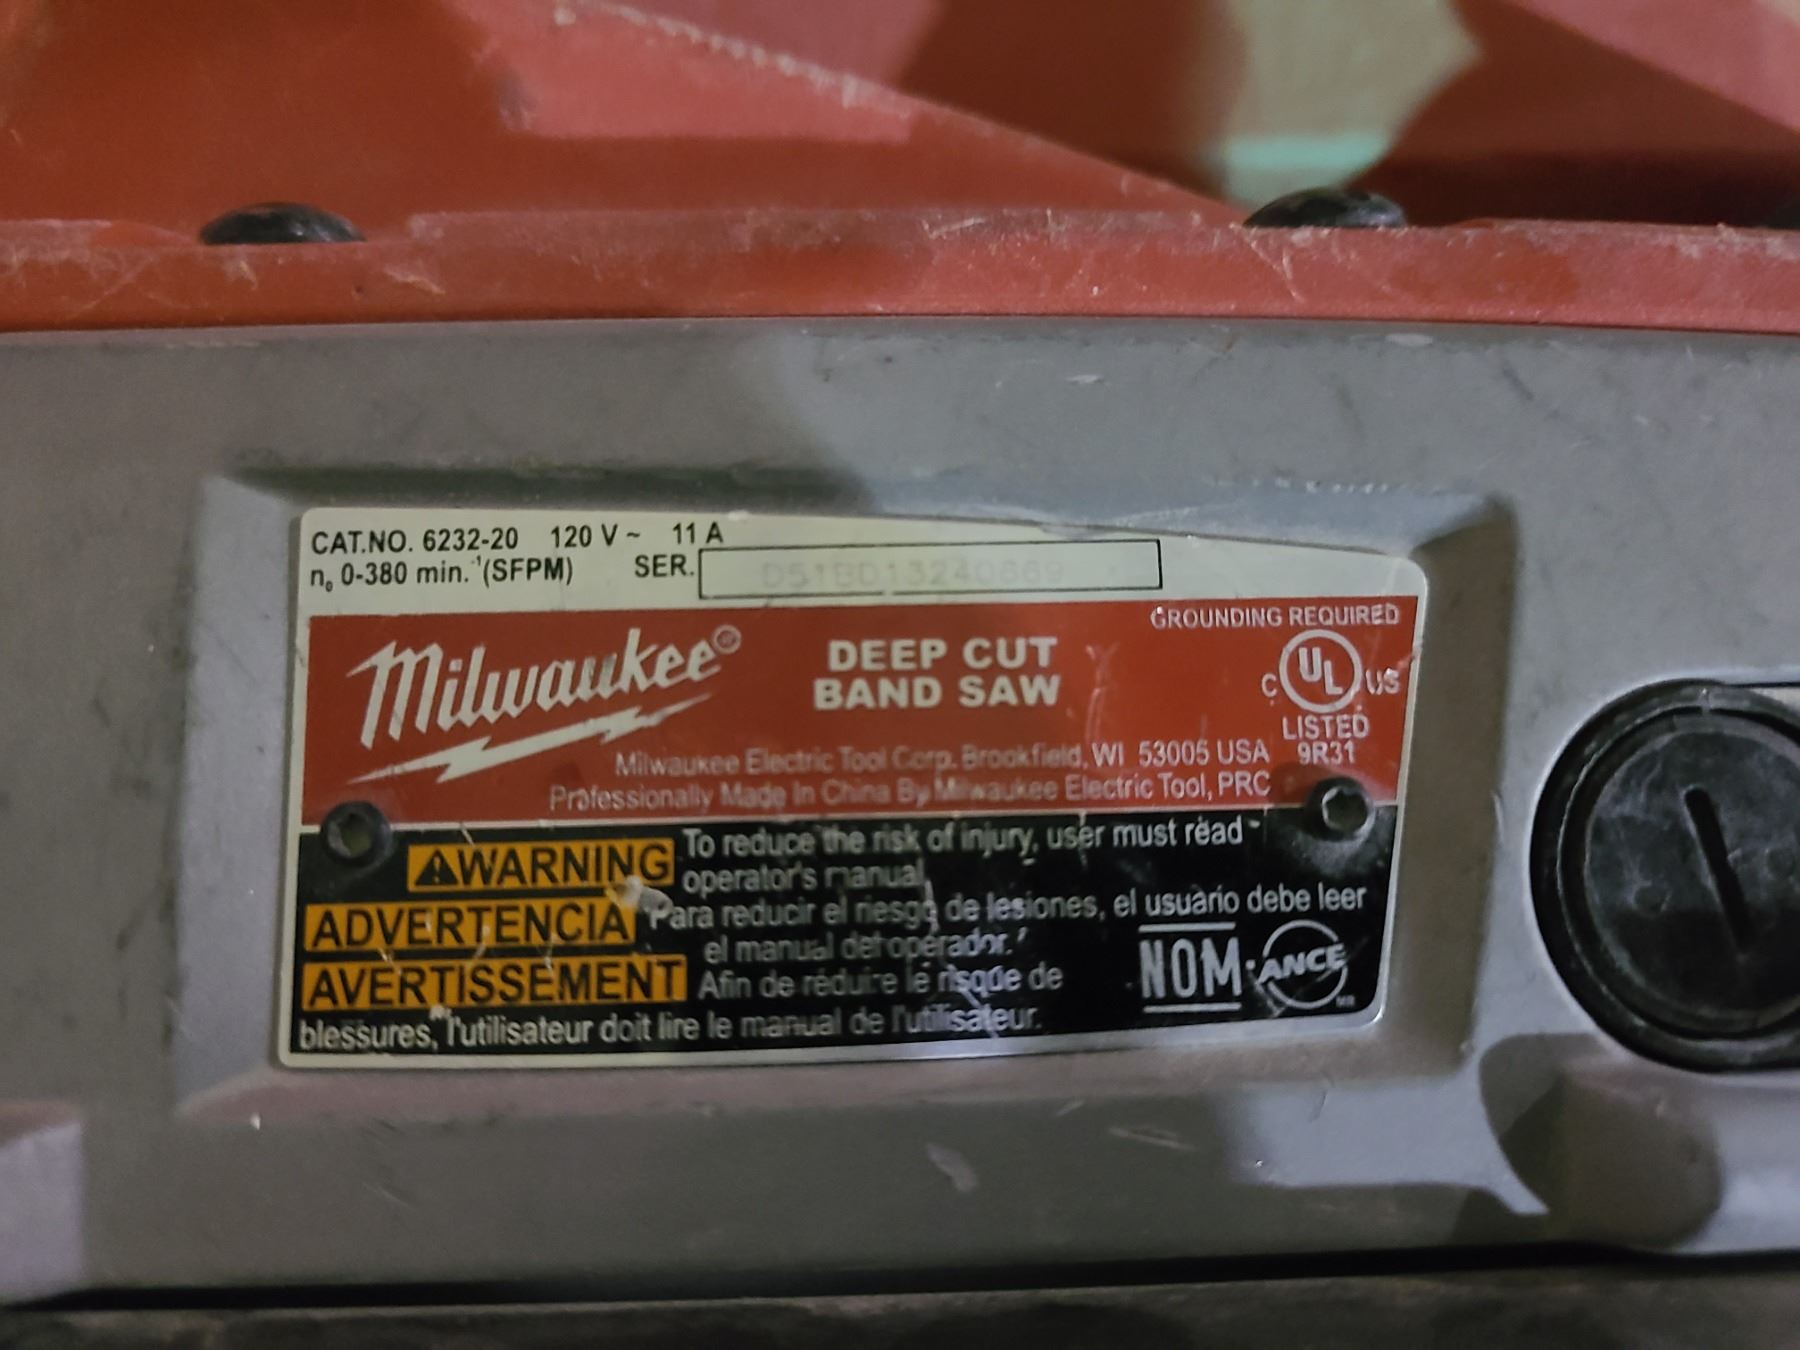 CAT.NO. 6232-20 120 V ~ 11 A
n₀ 0-380 min.⁻¹(SFPM) SER.
GROUNDING REQUIRED
Milwaukee®
DEEP CUT
BAND SAW
C UL US
LISTED
9R31
Milwaukee Electric Tool Corp. Brookfield, WI 53005 USA
Professionally Made In China By Milwaukee Electric Tool, PRC
WARNING To reduce the risk of injury, user must read
operator's manual.
ADVERTENCIA Para reducir el riesgo de lesiones, el usuario debe leer
el manual del operador.
AVERTISSEMENT Afin de réduire le risque de
blessures, l'utilisateur doit lire le manual de l'utilisateur.
NOM ANCE
MR